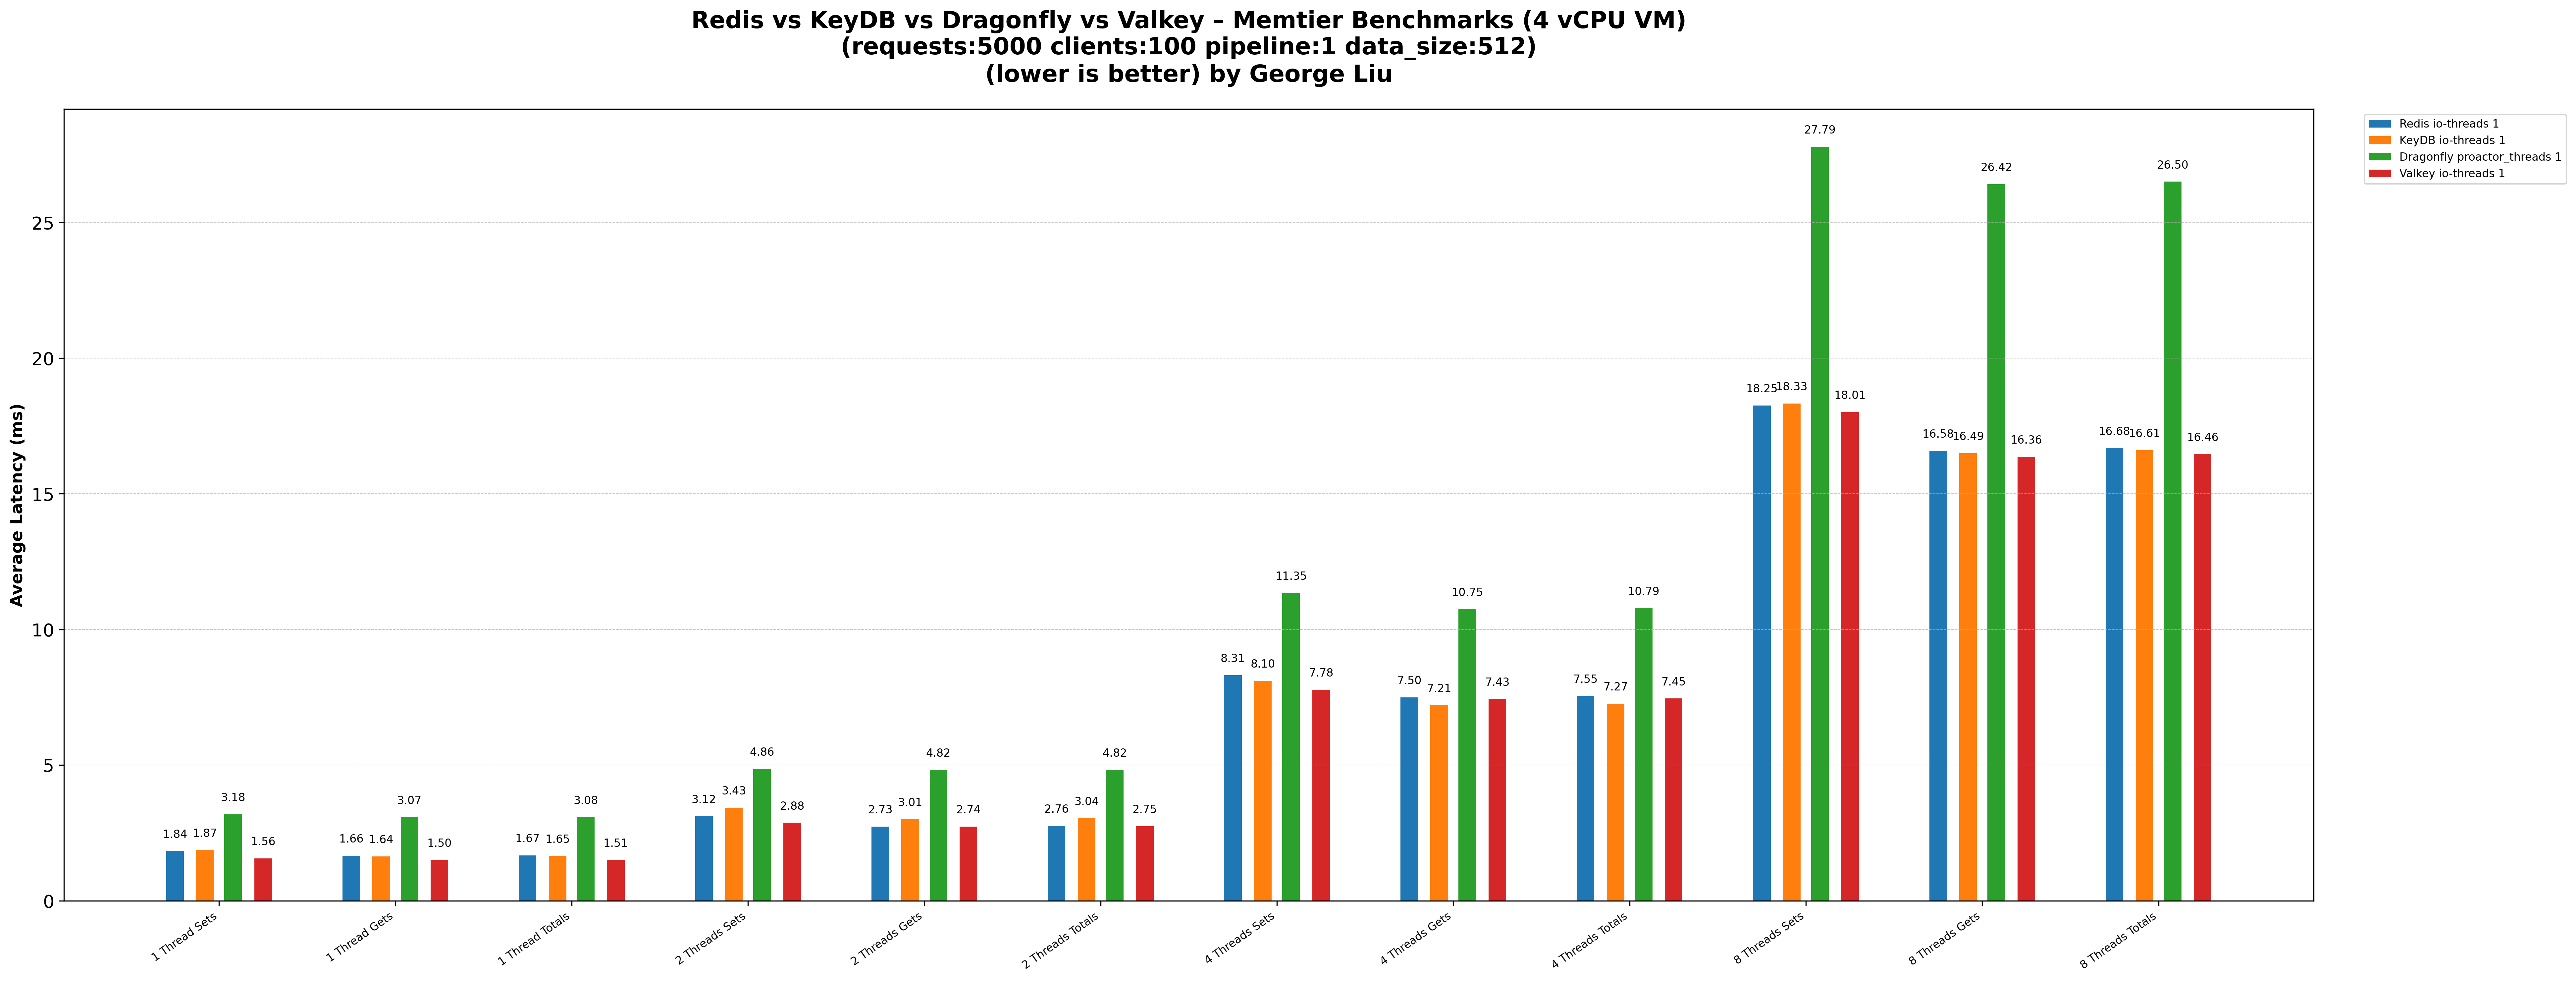 Redis vs KeyDB vs Dragonfly vs Valkey – Memtier Benchmarks (4 vCPU VM)
(requests:5000 clients:100 pipeline:1 data_size:512)
(lower is better) by George Liu
Redis io-threads 1
KeyDB io-threads 1
Dragonfly proactor_threads 1
Valkey io-threads 1
Average Latency (ms)
25
20
15
10
5
0
1.84 1.87 3.18 1.56
1.66 1.64 3.07 1.50
1.67 1.65 3.08 1.51
3.12 3.43 4.86 2.88
2.73 3.01 4.82 2.74
2.76 3.04 4.82 2.75
8.31 8.10 11.35 7.78
7.50 7.21 10.75 7.43
7.55 7.27 10.79 7.45
18.25 18.33 27.79 18.01
16.58 16.49 26.42 16.36
16.68 16.61 26.50 16.46
1 Thread Sets
1 Thread Gets
1 Thread Totals
2 Threads Sets
2 Threads Gets
2 Threads Totals
4 Threads Sets
4 Threads Gets
4 Threads Totals
8 Threads Sets
8 Threads Gets
8 Threads Totals